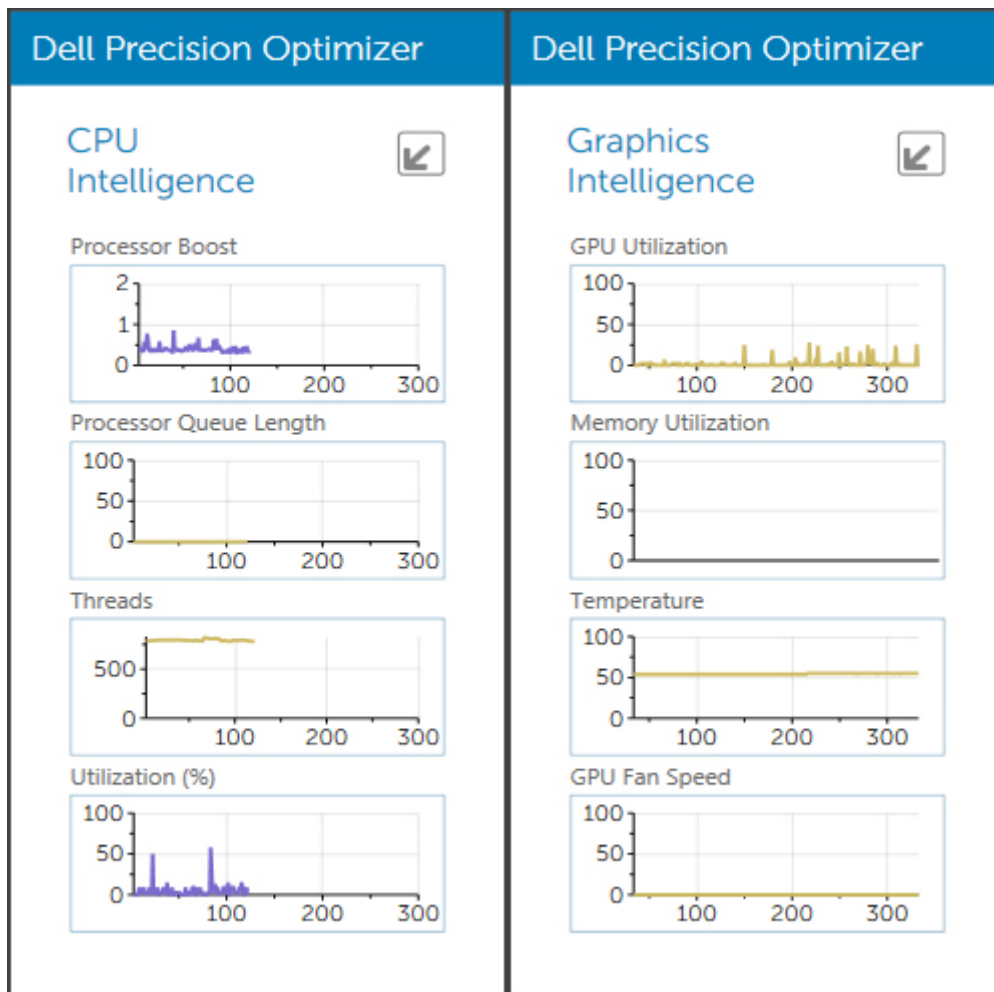 Dell Precision Optimizer
CPU
Intelligence
Processor Boost
2
1
0
100 200 300
Processor Queue Length
100
50
0
100 200 300
Threads
500
0
100 200 300
Utilization (%)
100
50
0
100 200 300
Dell Precision Optimizer
Graphics
Intelligence
GPU Utilization
100
50
0
100 200 300
Memory Utilization
100
50
0
Temperature
100
50
0
100 200 300
GPU Fan Speed
100
50
0
100 200 300